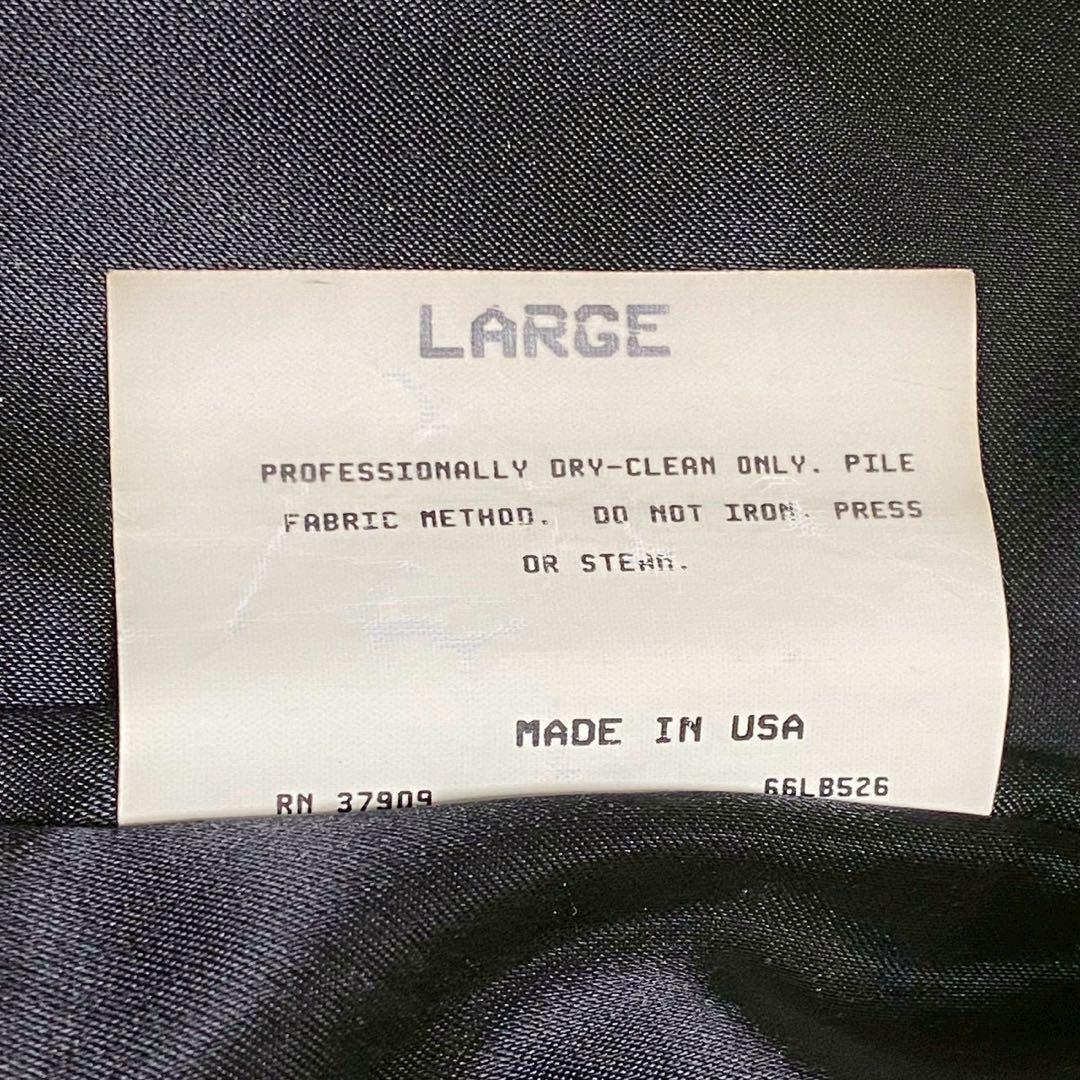 LARGE
PROFESSIONALLY DRY-CLEAN ONLY. PILE
FABRIC METHOD. DO NOT IRON. PRESS
OR STEAM.
MADE IN USA
RN 37909
66LB526